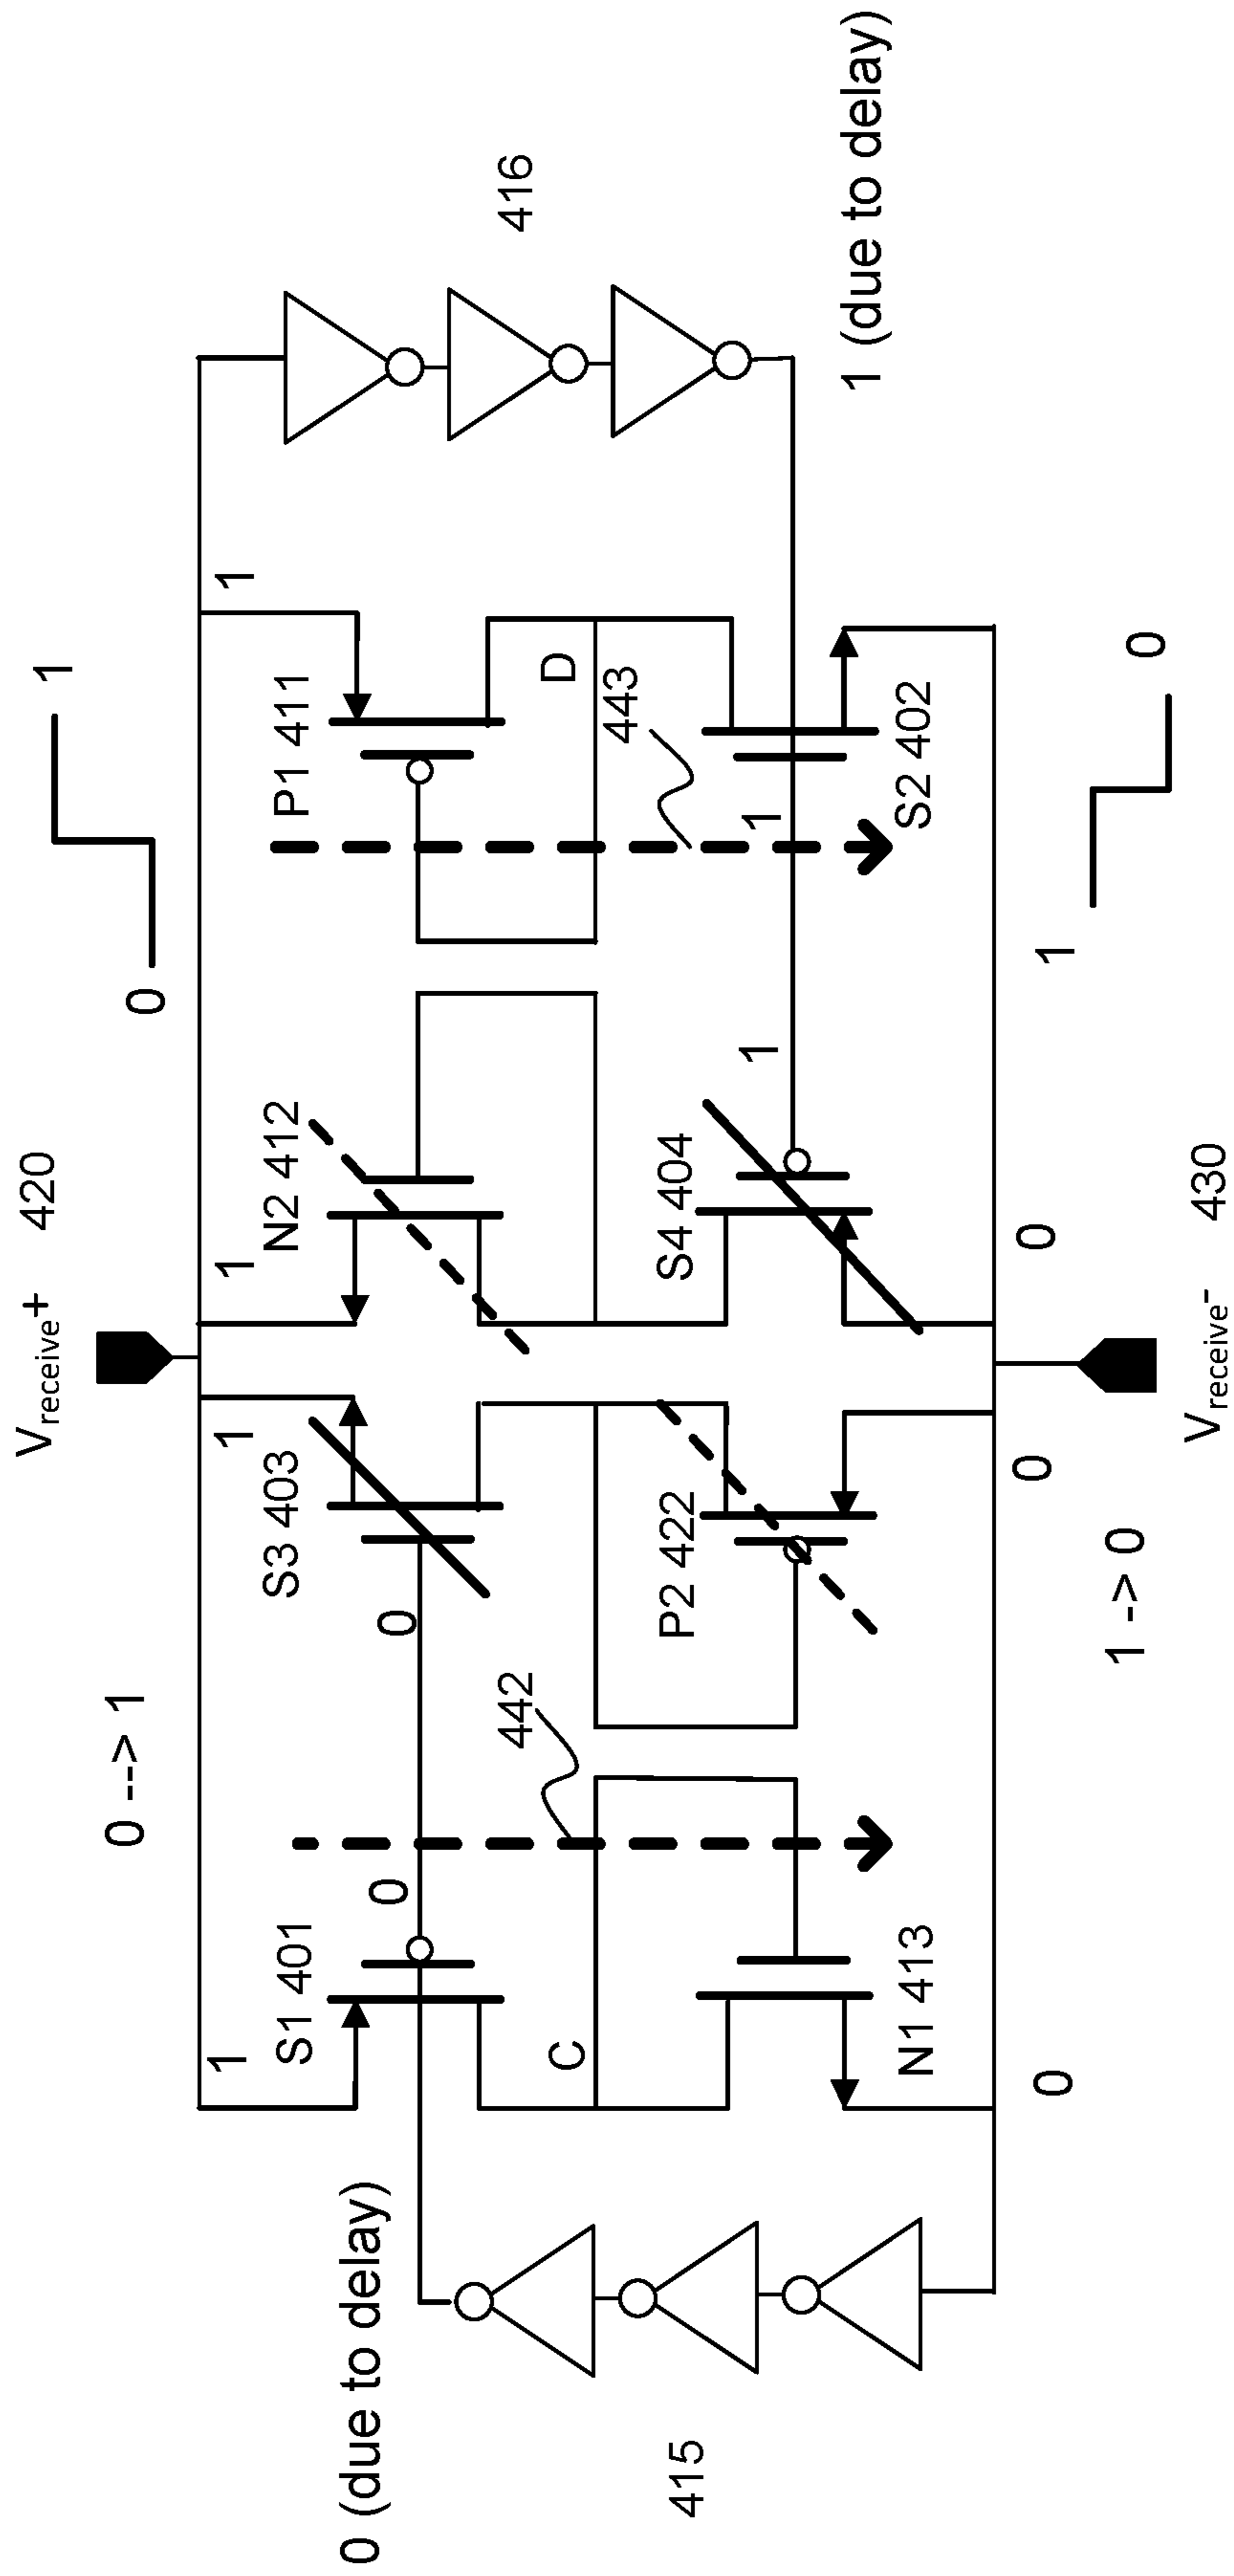 Vreceive+ 420
1
0 --> 1
0
1
1
1
1
S1 401
S3 403
N2 412
P1 411
0 (due to delay)
0
0
442
416
C
D
443
415
P2 422
S4 404
1
1
1 (due to delay)
N1 413
S2 402
0
0
0
1
1 -> 0
0
Vreceive- 430